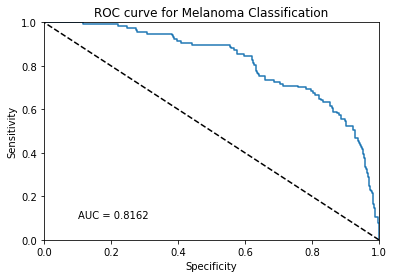 ROC curve for Melanoma Classification
1.0
0.8
0.6
0.4
0.2
0.0
Sensitivity
AUC = 0.8162
0.0 0.2 0.4 0.6 0.8 1.0
Specificity